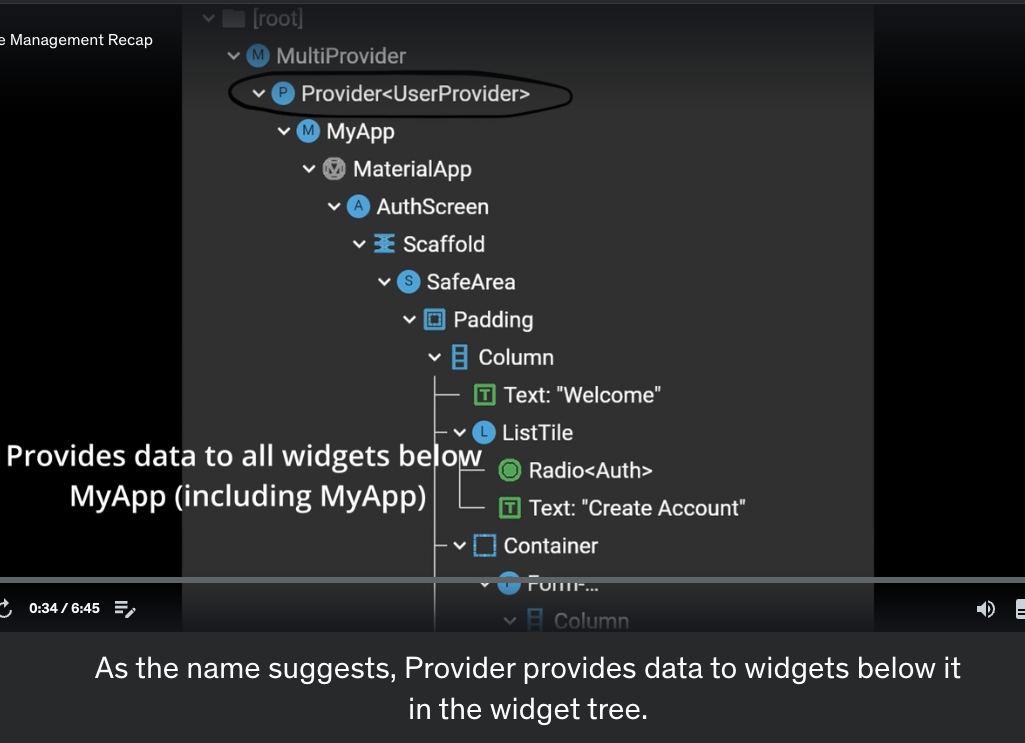 [root]
e Management Recap
M MultiProvider
P Provider<UserProvider>
M MyApp
MaterialApp
A AuthScreen
Scaffold
S SafeArea
Padding
Column
T Text: "Welcome"
L ListTile
Provides data to all widgets below
Radio<Auth>
MyApp (including MyApp)
T Text: "Create Account"
Container
F Form-...
0:34 / 6:45
Column
As the name suggests, Provider provides data to widgets below it
in the widget tree.